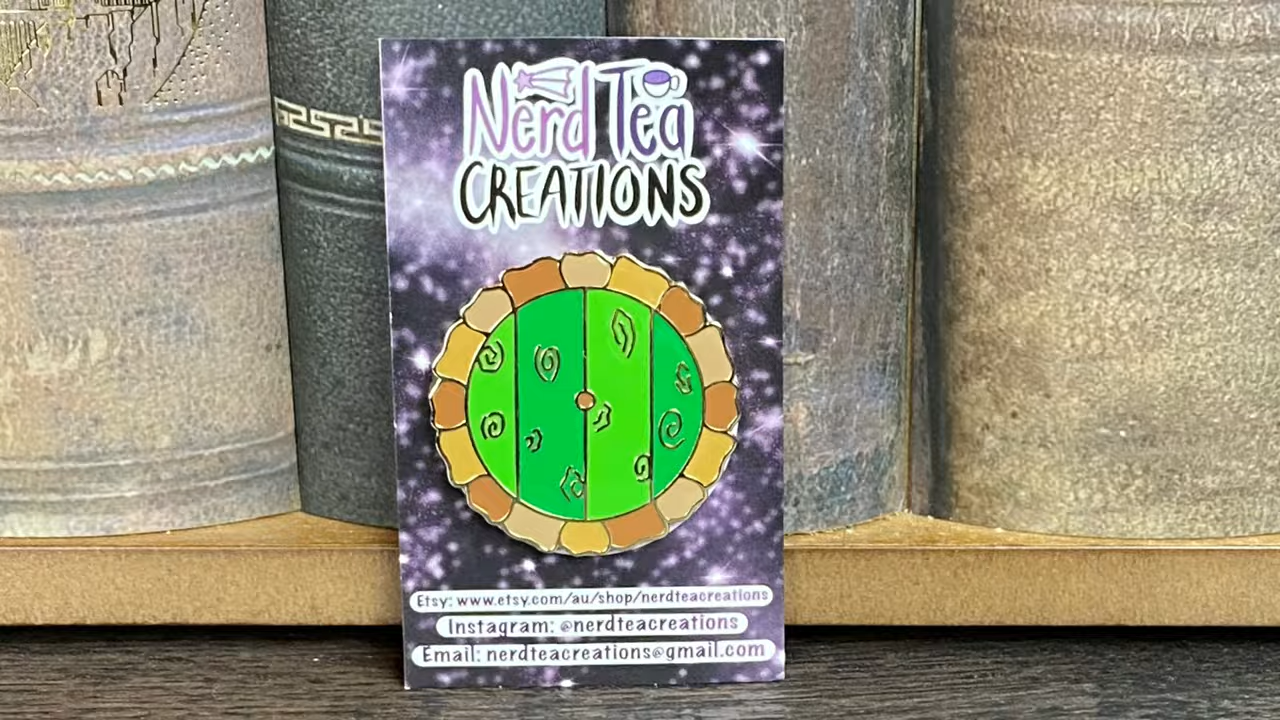 Nerd Tea
CREATIONS
Etsy: www.etsy.com/au/shop/nerdteacreations
Instagram: @nerdteacreations
Email: nerdteacreations@gmail.com